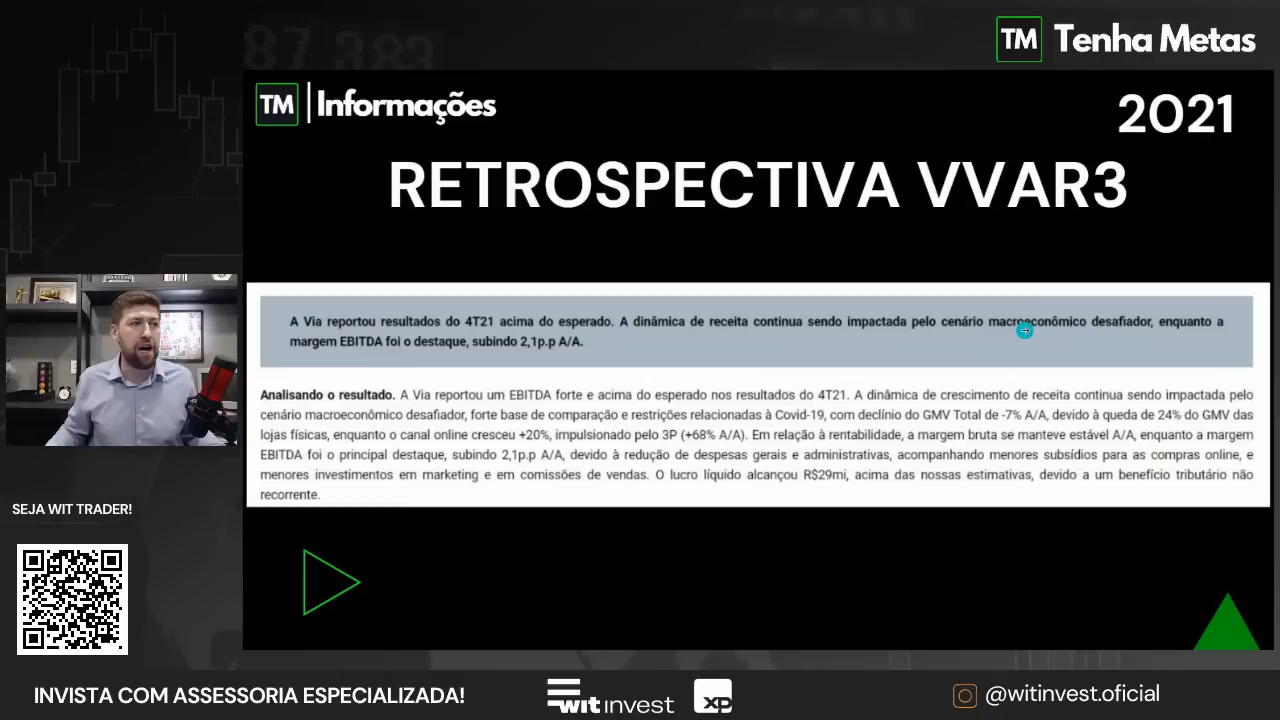 87.383
TM Tenha Metas
TM Informações
2021
RETROSPECTIVA VVAR3
A Via reportou resultados do 4T21 acima do esperado. A dinâmica de receita continua sendo impactada pelo cenário macroeconômico desafiador, enquanto a
margem EBITDA foi o destaque, subindo 2,1p.p A/A.
Analisando o resultado. A Via reportou um EBITDA forte e acima do esperado nos resultados do 4T21. A dinâmica de crescimento de receita continua sendo impactada pelo
cenário macroeconômico desafiador, forte base de comparação e restrições relacionadas à Covid-19, com declínio do GMV Total de -7% A/A, devido à queda de 24% do GMV das
lojas físicas, enquanto o canal online cresceu +20%, impulsionado pelo 3P (+68% A/A). Em relação à rentabilidade, a margem bruta se manteve estável A/A, enquanto a margem
EBITDA foi o principal destaque, subindo 2,1p.p A/A, devido à redução de despesas gerais e administrativas, acompanhando menores subsídios para as compras online, e
menores investimentos em marketing e em comissões de vendas. O lucro líquido alcançou R$29mi, acima das nossas estimativas, devido a um benefício tributário não
recorrente.
SEJA WIT TRADER!
INVISTA COM ASSESSORIA ESPECIALIZADA!
wit invest
xp
@witinvest.oficial